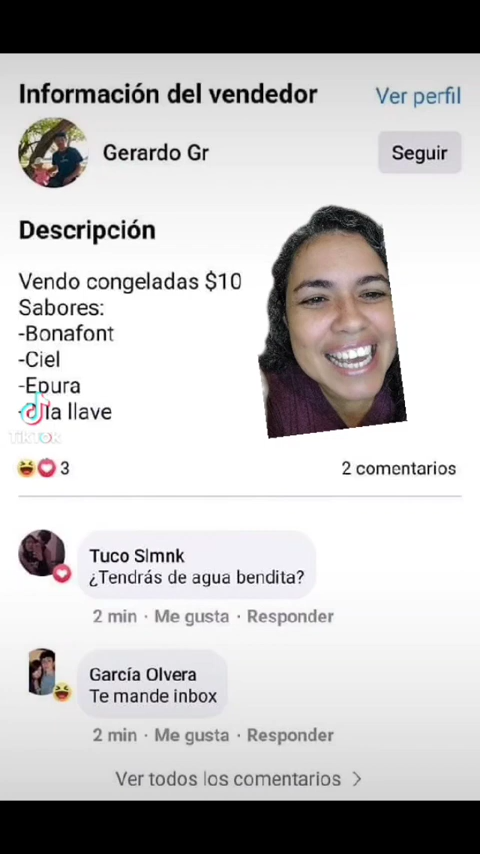 Información del vendedor
Ver perfil
Gerardo Gr
Seguir
Descripción
Vendo congeladas $10
Sabores:
-Bonafont
-Ciel
-Epura
la llave
TIKTOK
3
2 comentarios
Tuco Slmnk
¿Tendrás de agua bendita?
2 min · Me gusta · Responder
García Olvera
Te mande inbox
2 min · Me gusta · Responder
Ver todos los comentarios